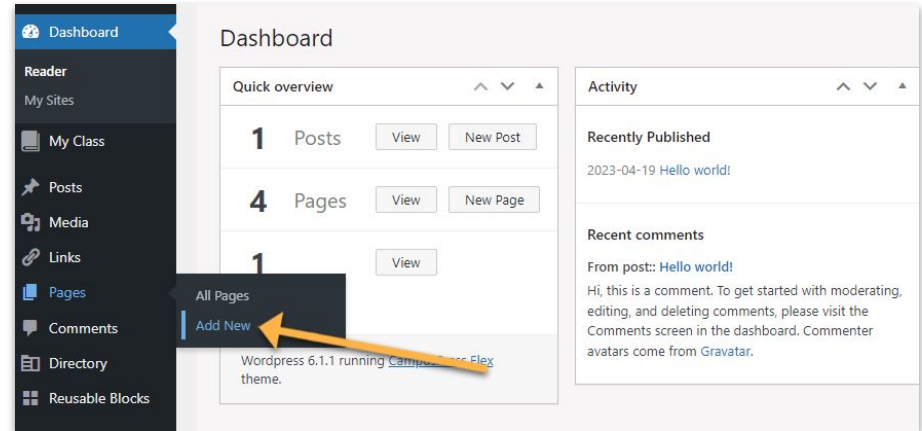 Dashboard
Reader
My Sites
My Class
Posts
Media
Links
Pages
Comments
Directory
Reusable Blocks
All Pages
Add New
Dashboard
Quick overview
1 Posts View New Post
4 Pages View New Page
1 View
Wordpress 6.1.1 running CampusPress Flex
theme.
Activity
Recently Published
2023-04-19 Hello world!
Recent comments
From post:: Hello world!
Hi, this is a comment. To get started with moderating,
editing, and deleting comments, please visit the
Comments screen in the dashboard. Commenter
avatars come from Gravatar.